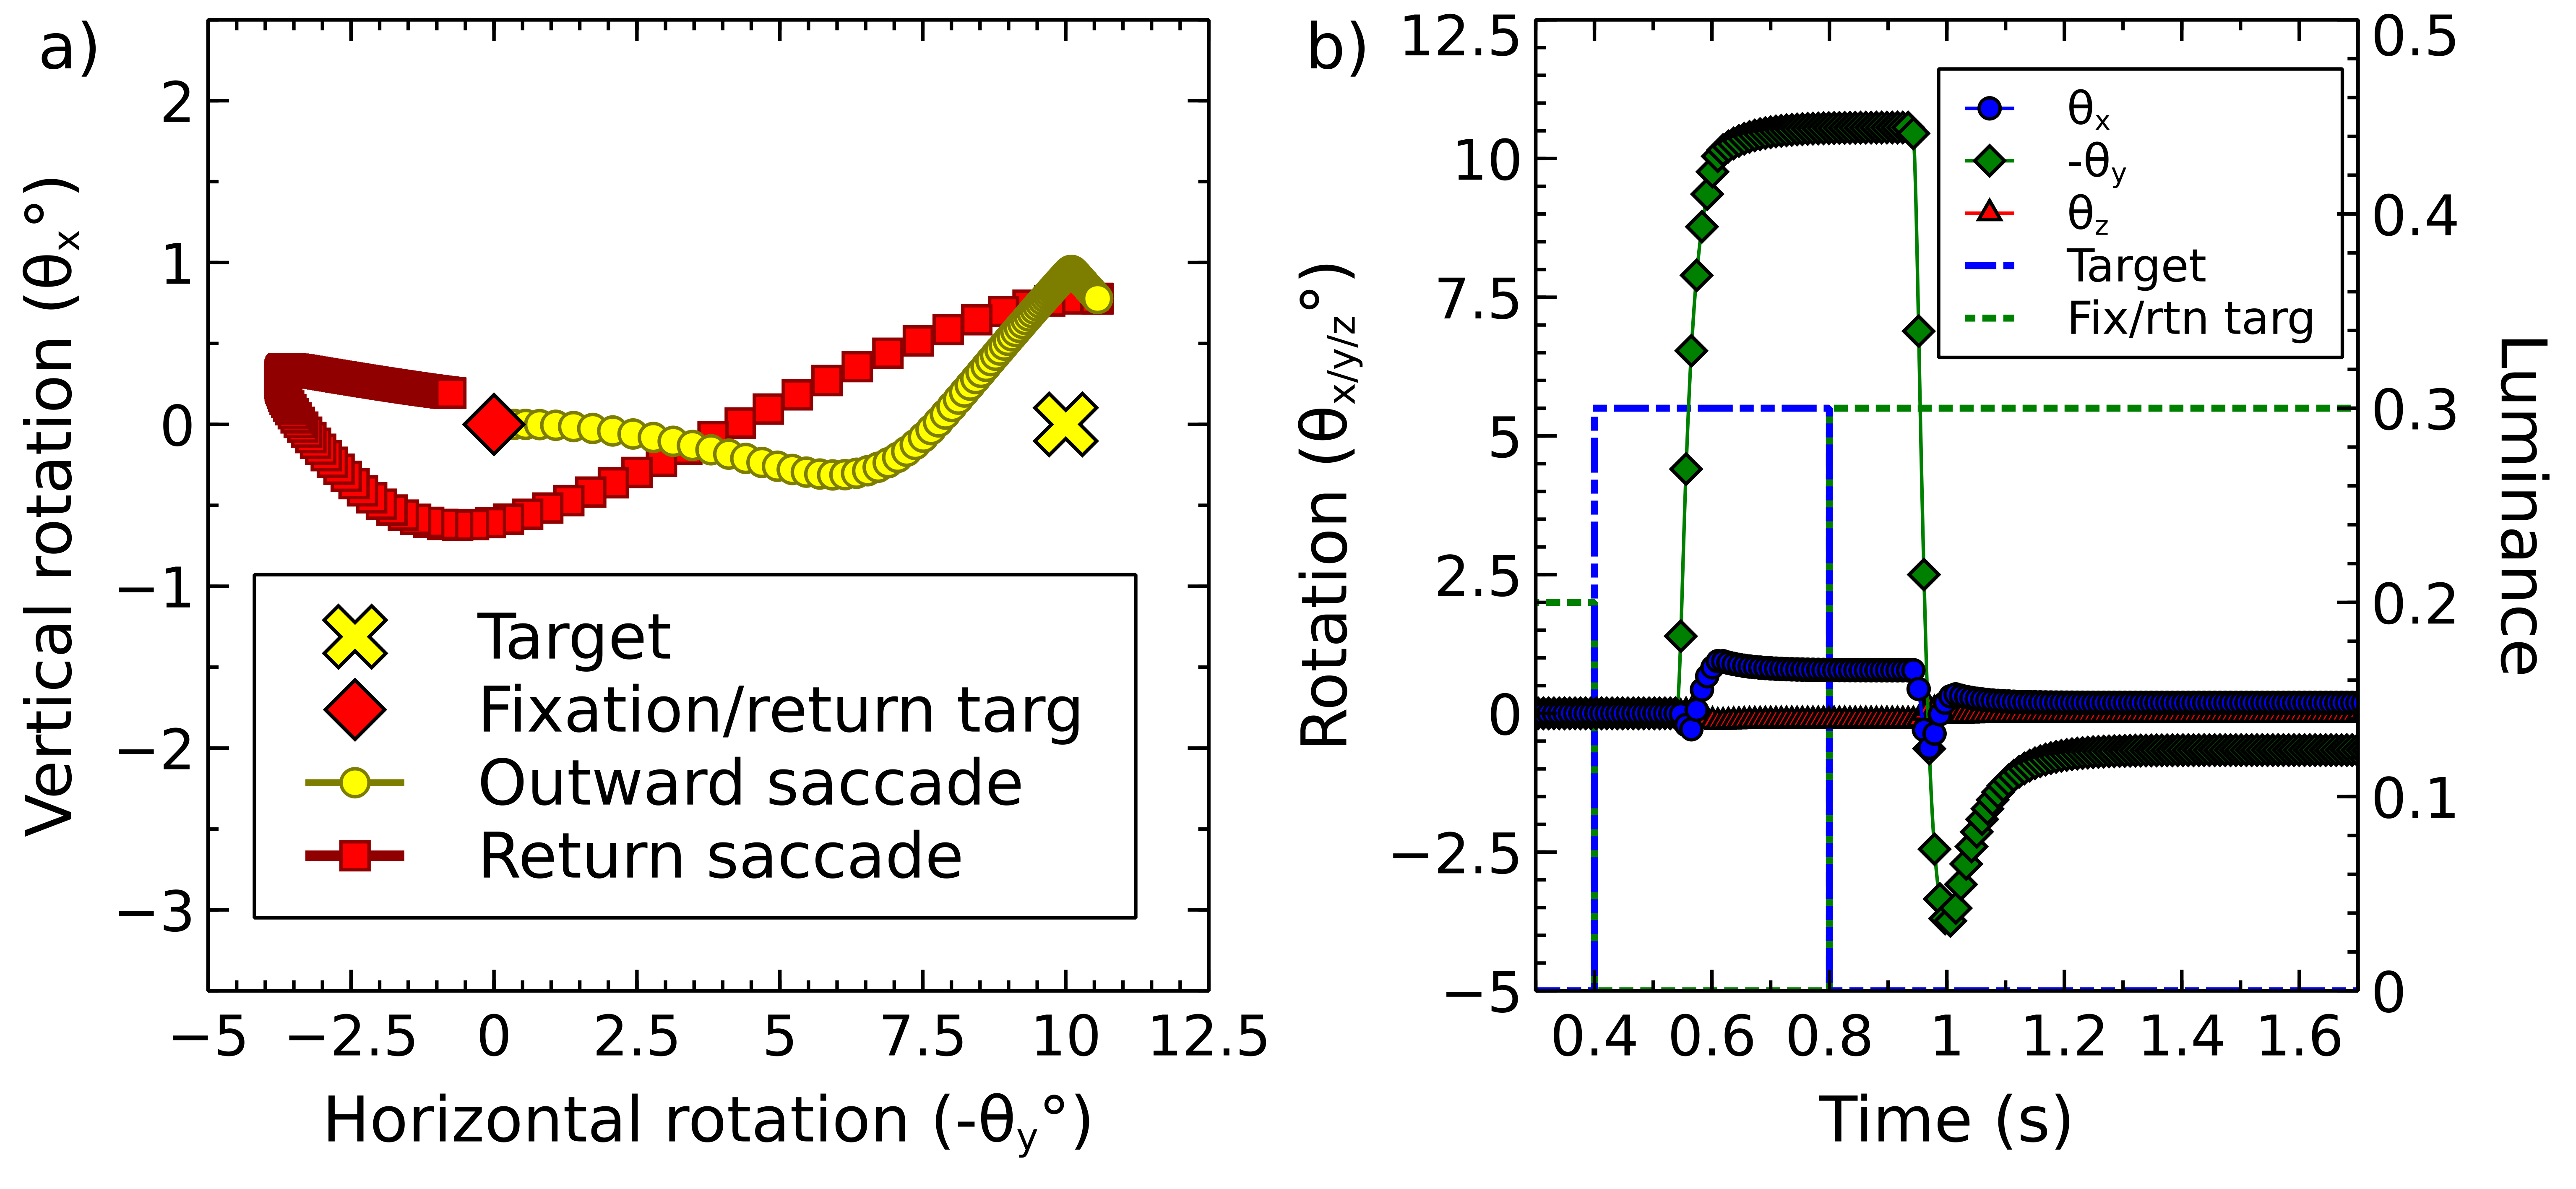 a)
Vertical rotation (θx°)
2
1
0
−1
−2
−3
Target
Fixation/return targ
Outward saccade
Return saccade
−5 −2.5 0 2.5 5 7.5 10 12.5
Horizontal rotation (-θy°)
b)
Rotation (θx/y/z°)
12.5
10
7.5
5
2.5
0
−2.5
−5
θx
-θy
θz
Target
Fix/rtn targ
0.5
0.4
0.3
0.2
0.1
0
Luminance
0.4 0.6 0.8 1 1.2 1.4 1.6
Time (s)